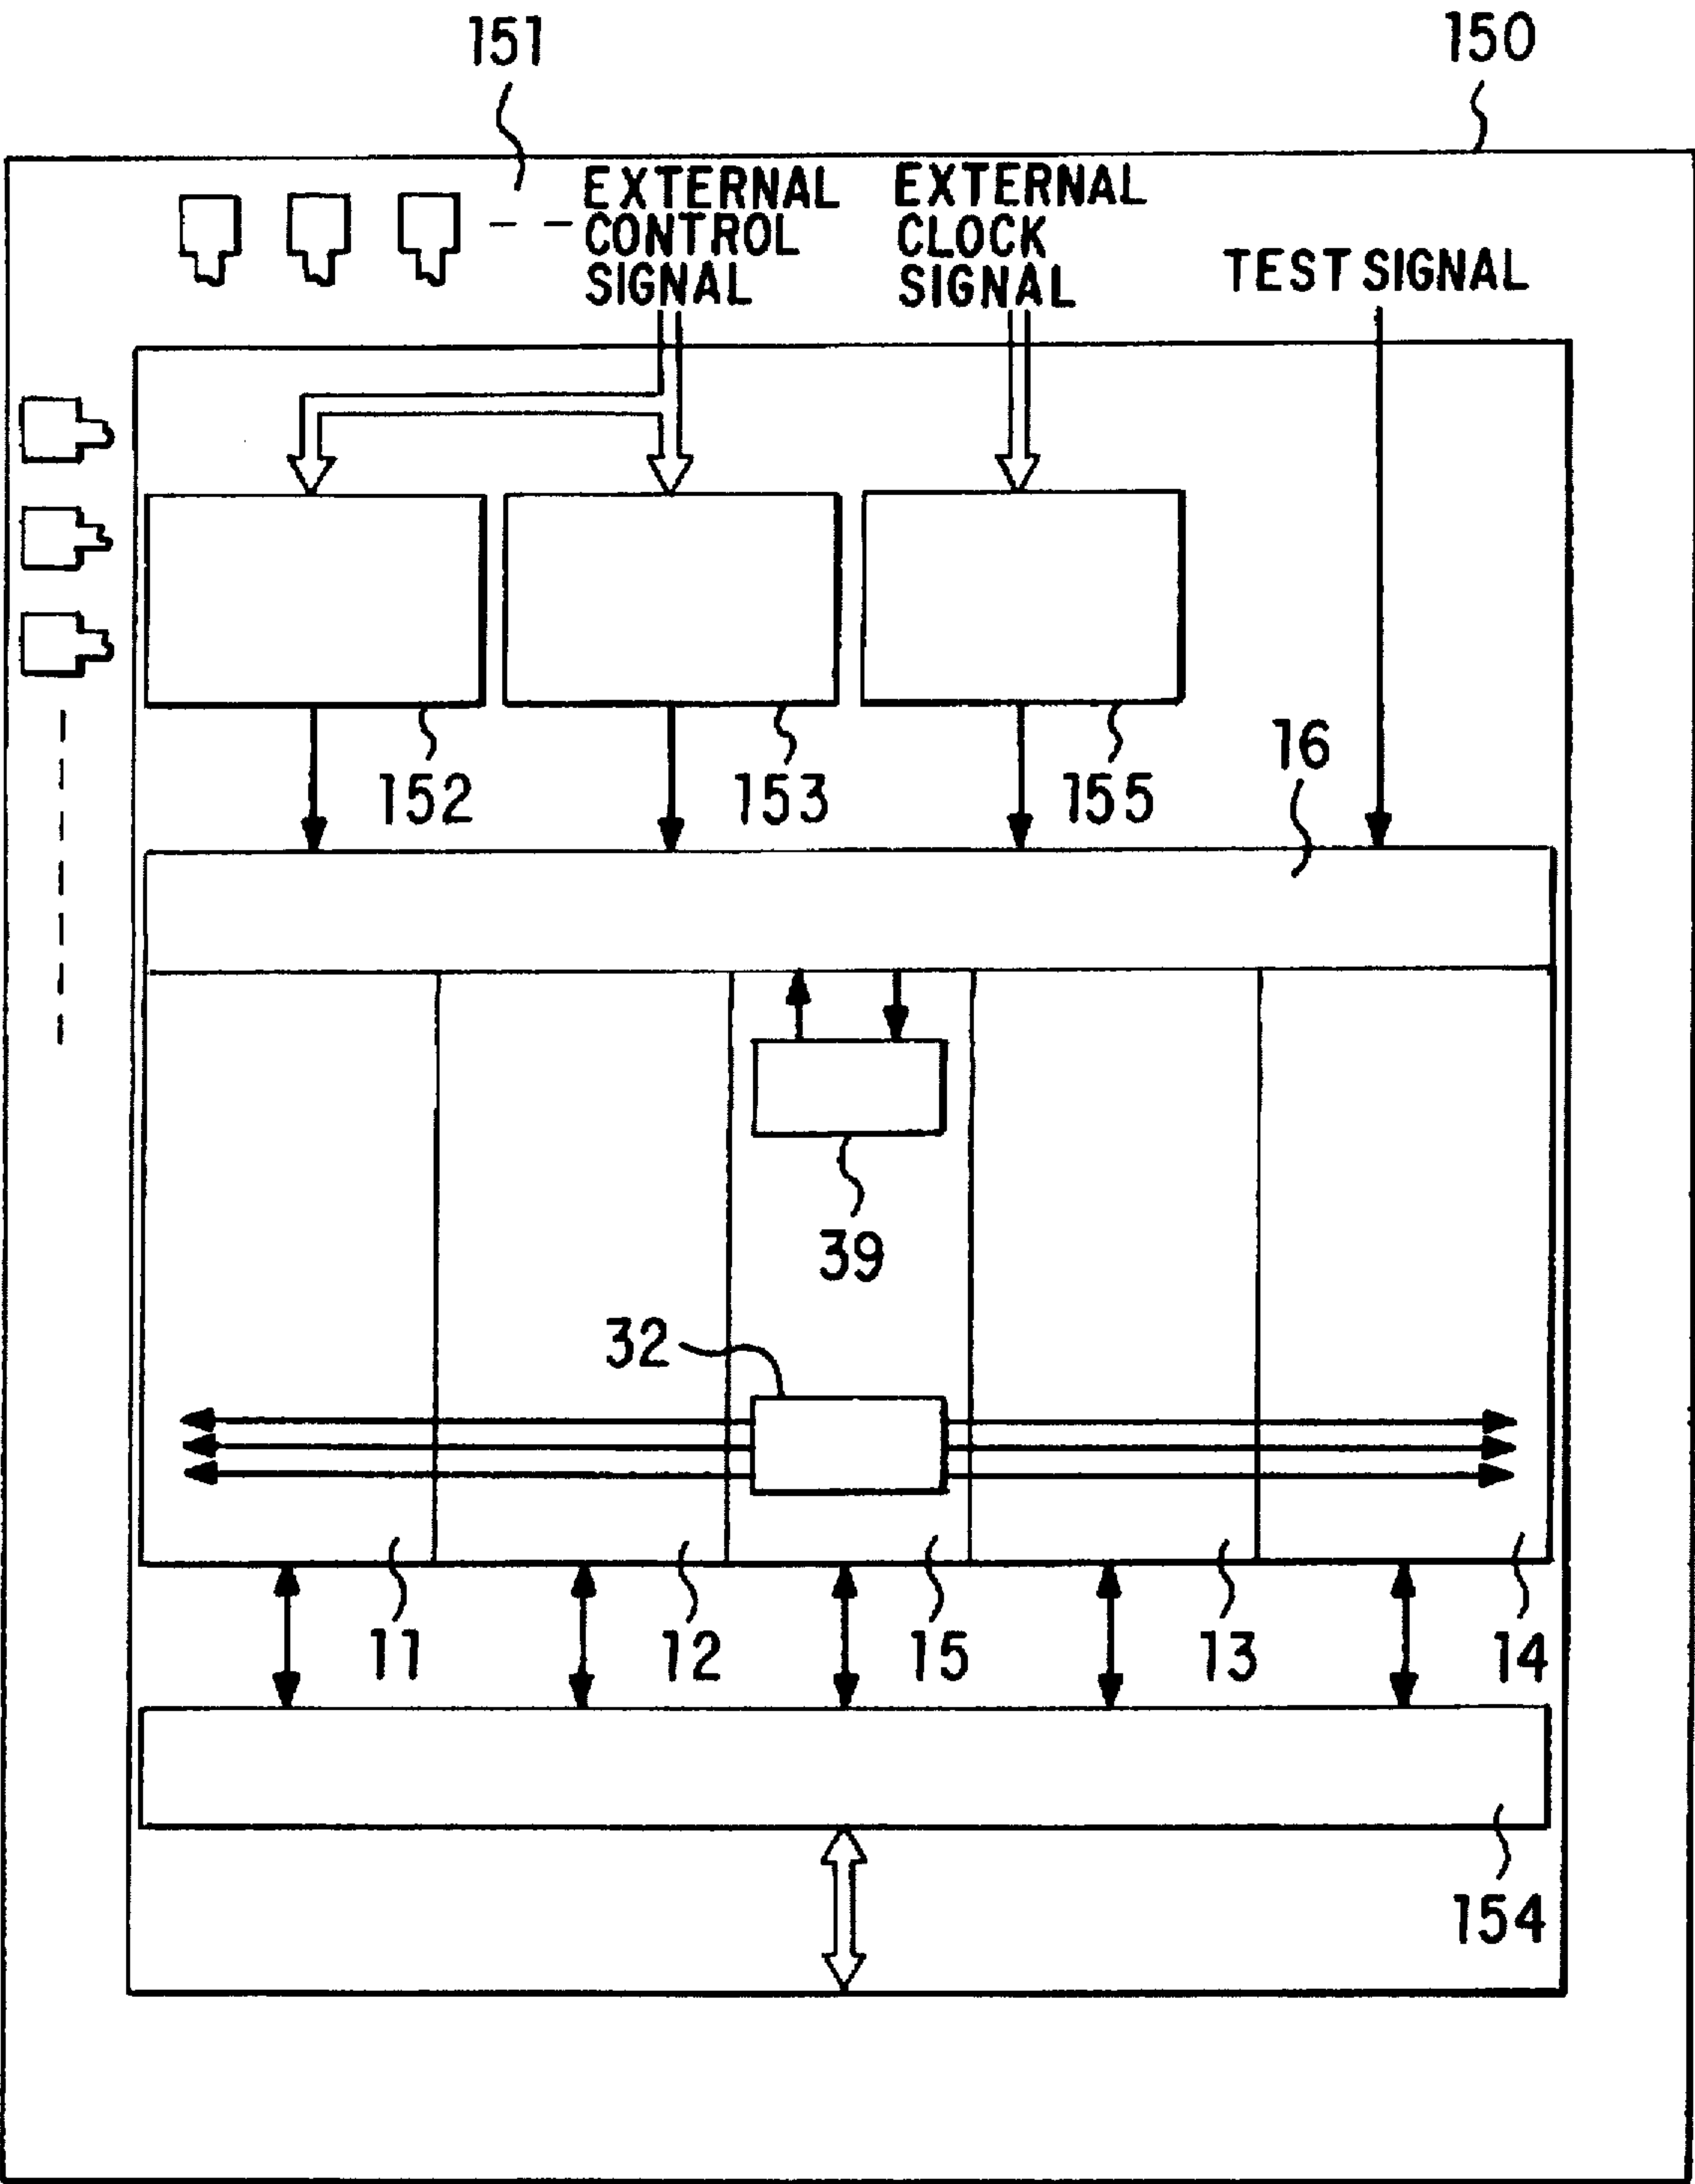 151
150
EXTERNAL
CONTROL
SIGNAL
EXTERNAL
CLOCK
SIGNAL
TEST SIGNAL
152
153
155
16
39
32
11
12
15
13
14
154